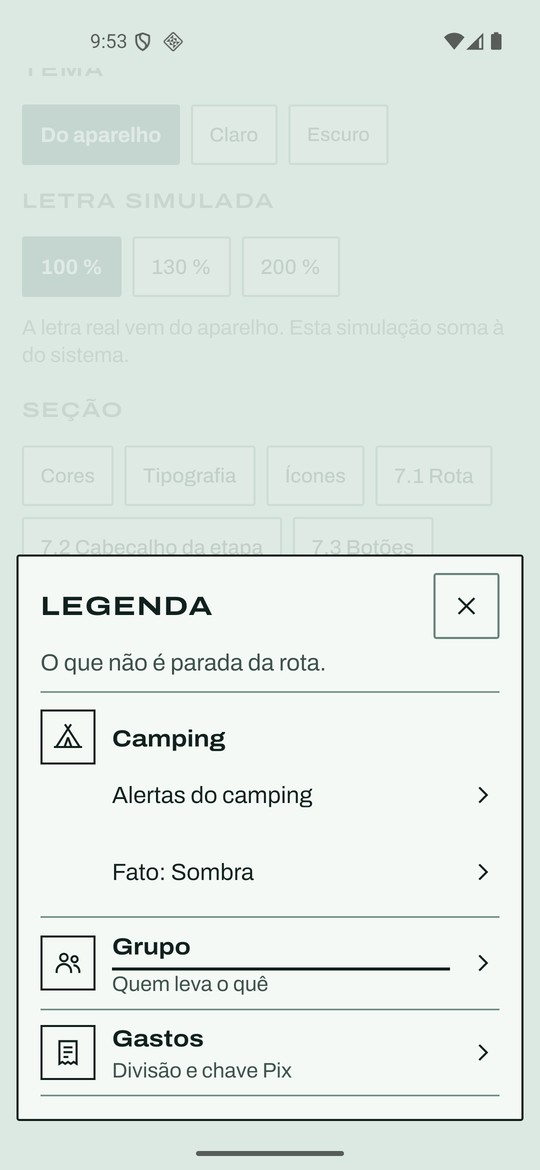 9:53
TEMA
Do aparelho
Claro
Escuro
LETRA SIMULADA
100 %
130 %
200 %
A letra real vem do aparelho. Esta simulação soma à
do sistema.
SEÇÃO
Cores
Tipografia
Ícones
7.1 Rota
7.2 Cabeçalho da etapa
7.3 Botões
LEGENDA
O que não é parada da rota.
Camping
Alertas do camping
Fato: Sombra
Grupo
Quem leva o quê
Gastos
Divisão e chave Pix